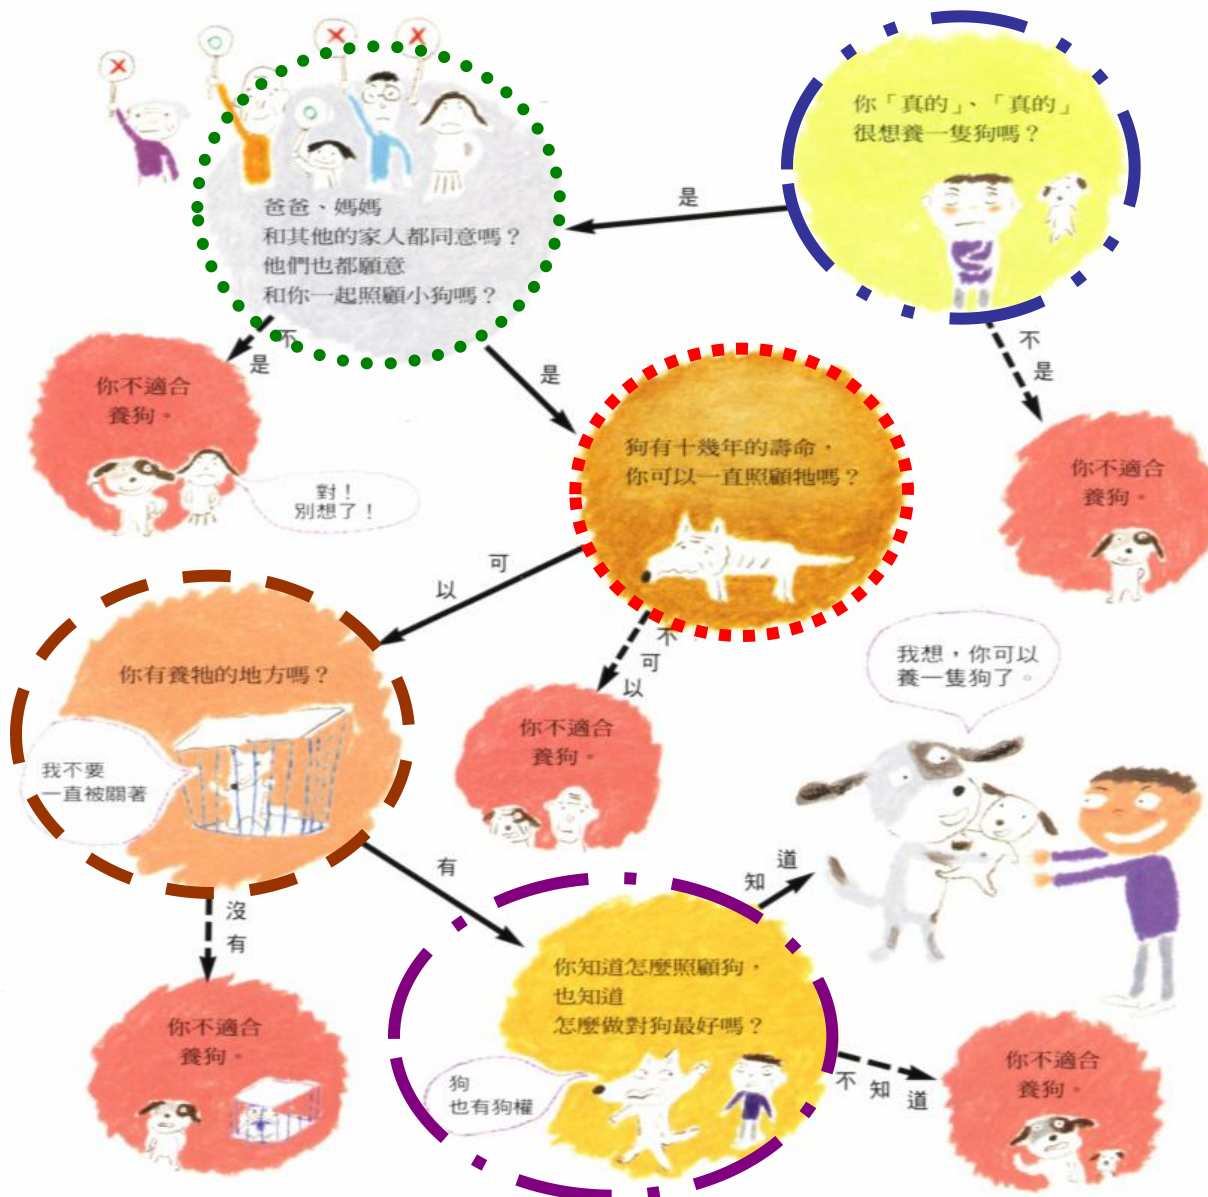 你「真的」、「真的」
很想養一隻狗嗎？
是
不是
你不適合
養狗。
爸爸、媽媽
和其他的家人都同意嗎？
他們也都願意
和你一起照顧小狗嗎？
不是
你不適合
養狗。
對！
別想了！
是
狗有十幾年的壽命，
你可以一直照顧牠嗎？
不可以
你不適合
養狗。
可以
你有養牠的地方嗎？
我不要
一直被關著
沒有
你不適合
養狗。
有
你知道怎麼照顧狗，
也知道
怎麼做對狗最好嗎？
狗
也有狗權
不知道
你不適合
養狗。
知道
我想，你可以
養一隻狗了。